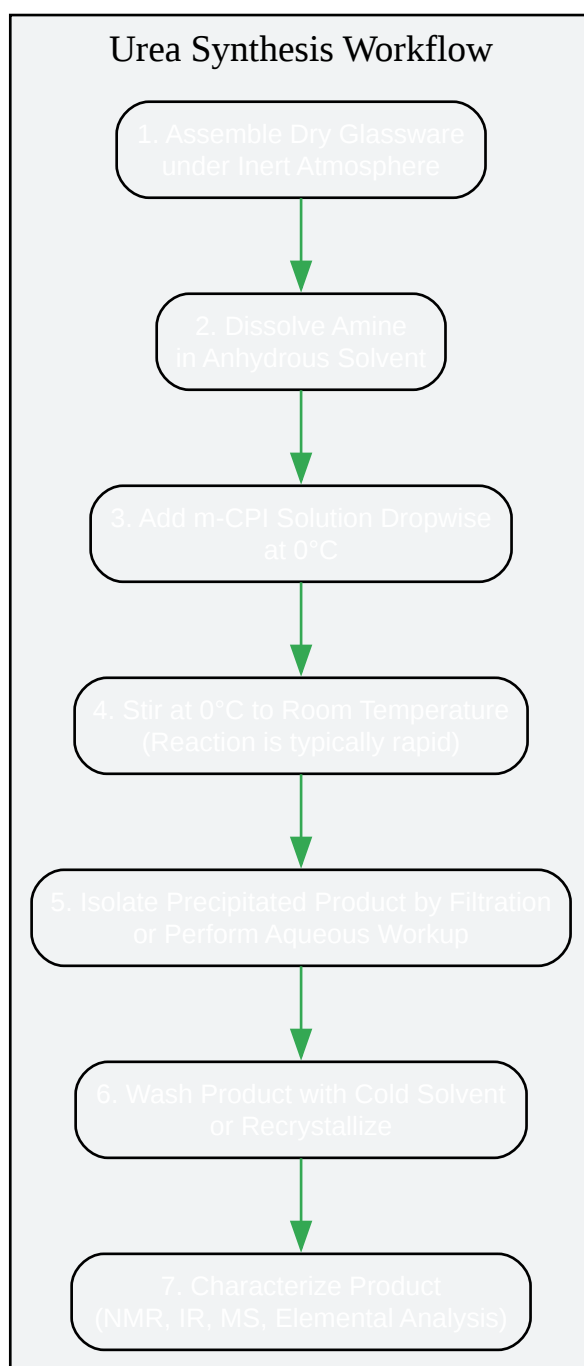 Urea Synthesis Workflow
1. Assemble Dry Glassware
under Inert Atmosphere
2. Dissolve Amine
in Anhydrous Solvent
3. Add m-CPI Solution Dropwise
at 0°C
4. Stir at 0°C to Room Temperature
(Reaction is typically rapid)
5. Isolate Precipitated Product by Filtration
or Perform Aqueous Workup
6. Wash Product with Cold Solvent
or Recrystallize
7. Characterize Product
(NMR, IR, MS, Elemental Analysis)